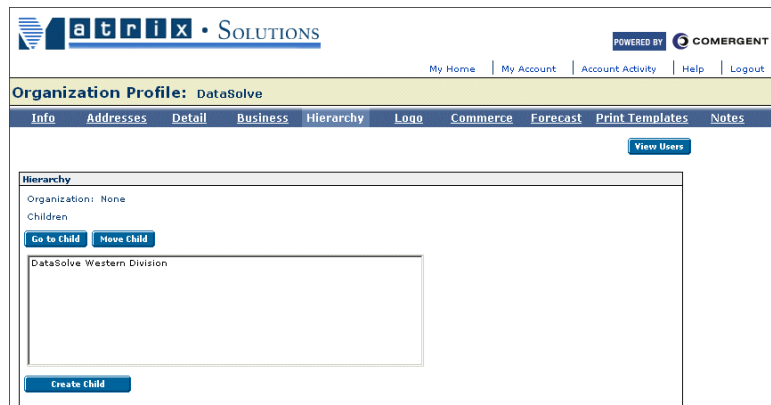 matrix • SOLUTIONS
POWERED BY COMERGENT
My Home | My Account | Account Activity | Help | Logout
Organization Profile: DataSolve
Info Addresses Detail Business Hierarchy Logo Commerce Forecast Print Templates Notes
View Users
Hierarchy
Organization: None
Children
Go to Child Move Child
DataSolve Western Division
Create Child